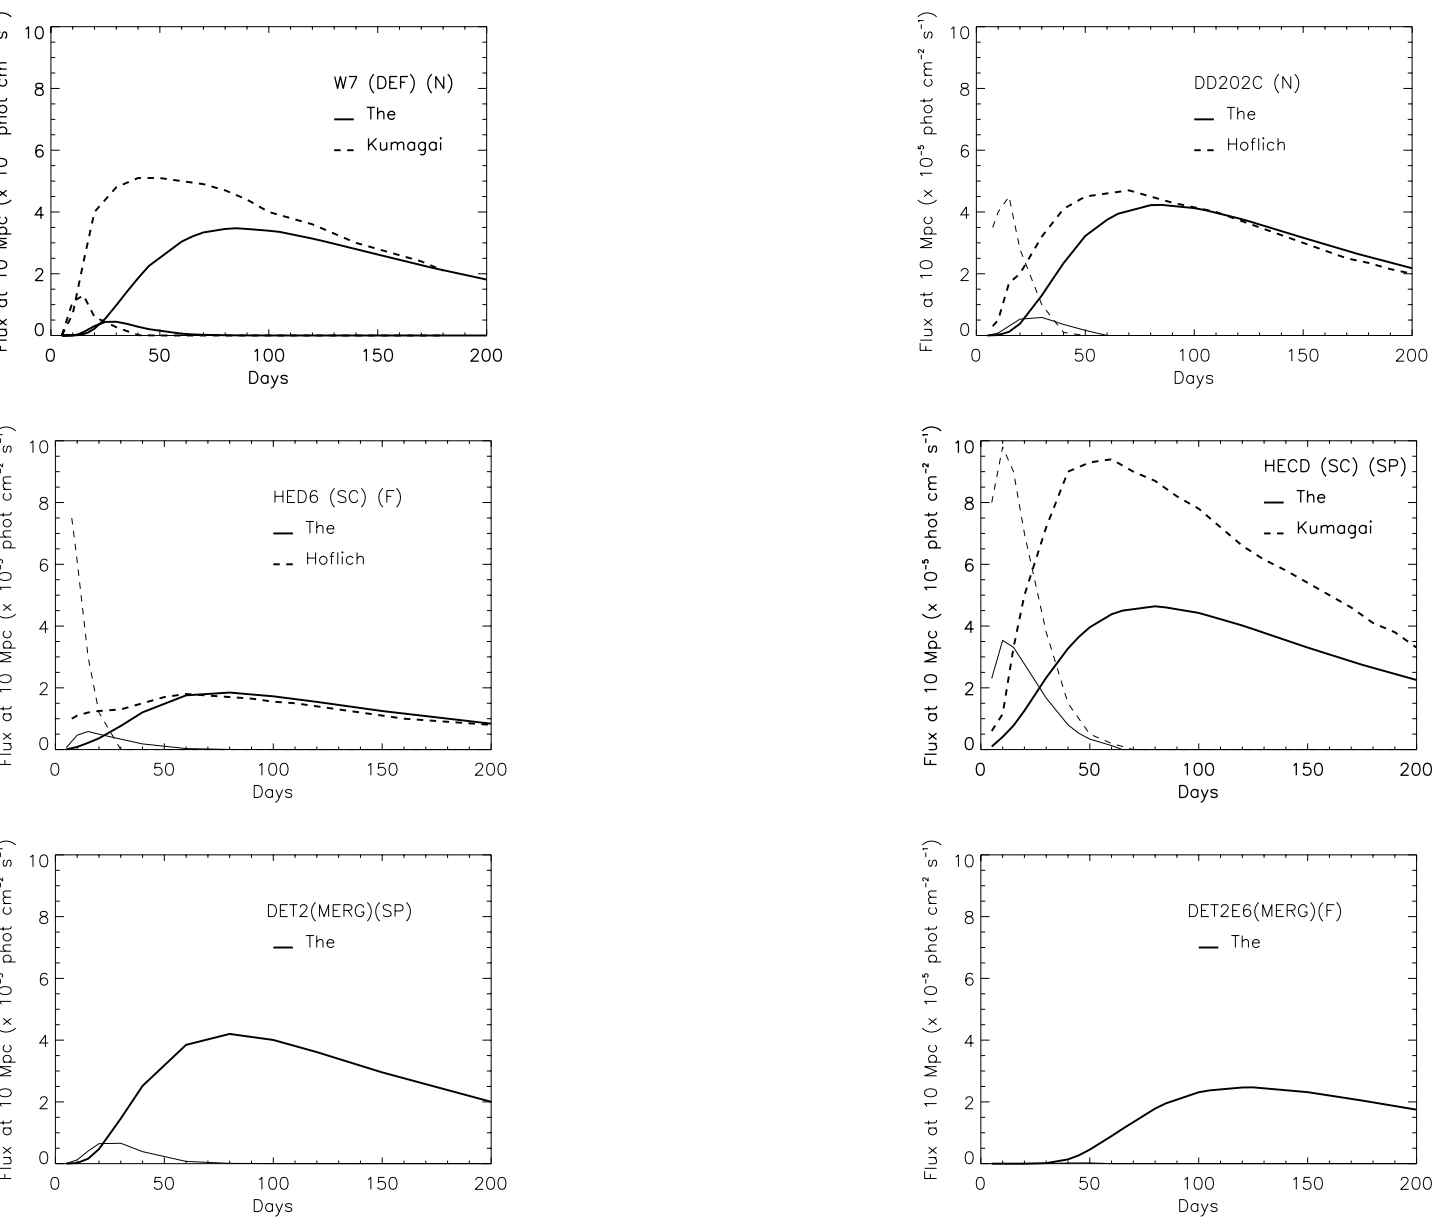 W7 (DEF) (N)
The
Kumagai
10
8
6
4
2
0
0 50 100 150 200
Days
Flux at 10 Mpc (x 10 phot cm s)
DD202C (N)
The
Hoflich
10
8
6
4
2
0
0 50 100 150 200
Days
Flux at 10 Mpc (x 10⁻⁵ phot cm⁻² s⁻¹)
HED6 (SC) (F)
The
Hoflich
10
8
6
4
2
0
0 50 100 150 200
Days
Flux at 10 Mpc (x 10⁻⁵ phot cm⁻² s⁻¹)
HECD (SC) (SP)
The
Kumagai
10
8
6
4
2
0
0 50 100 150 200
Days
Flux at 10 Mpc (x 10⁻⁵ phot cm⁻² s⁻¹)
DET2(MERG)(SP)
The
10
8
6
4
2
0
0 50 100 150 200
Days
Flux at 10 Mpc (x 10⁻⁵ phot cm⁻² s⁻¹)
DET2E6(MERG)(F)
The
10
8
6
4
2
0
0 50 100 150 200
Days
Flux at 10 Mpc (x 10⁻⁵ phot cm⁻² s⁻¹)